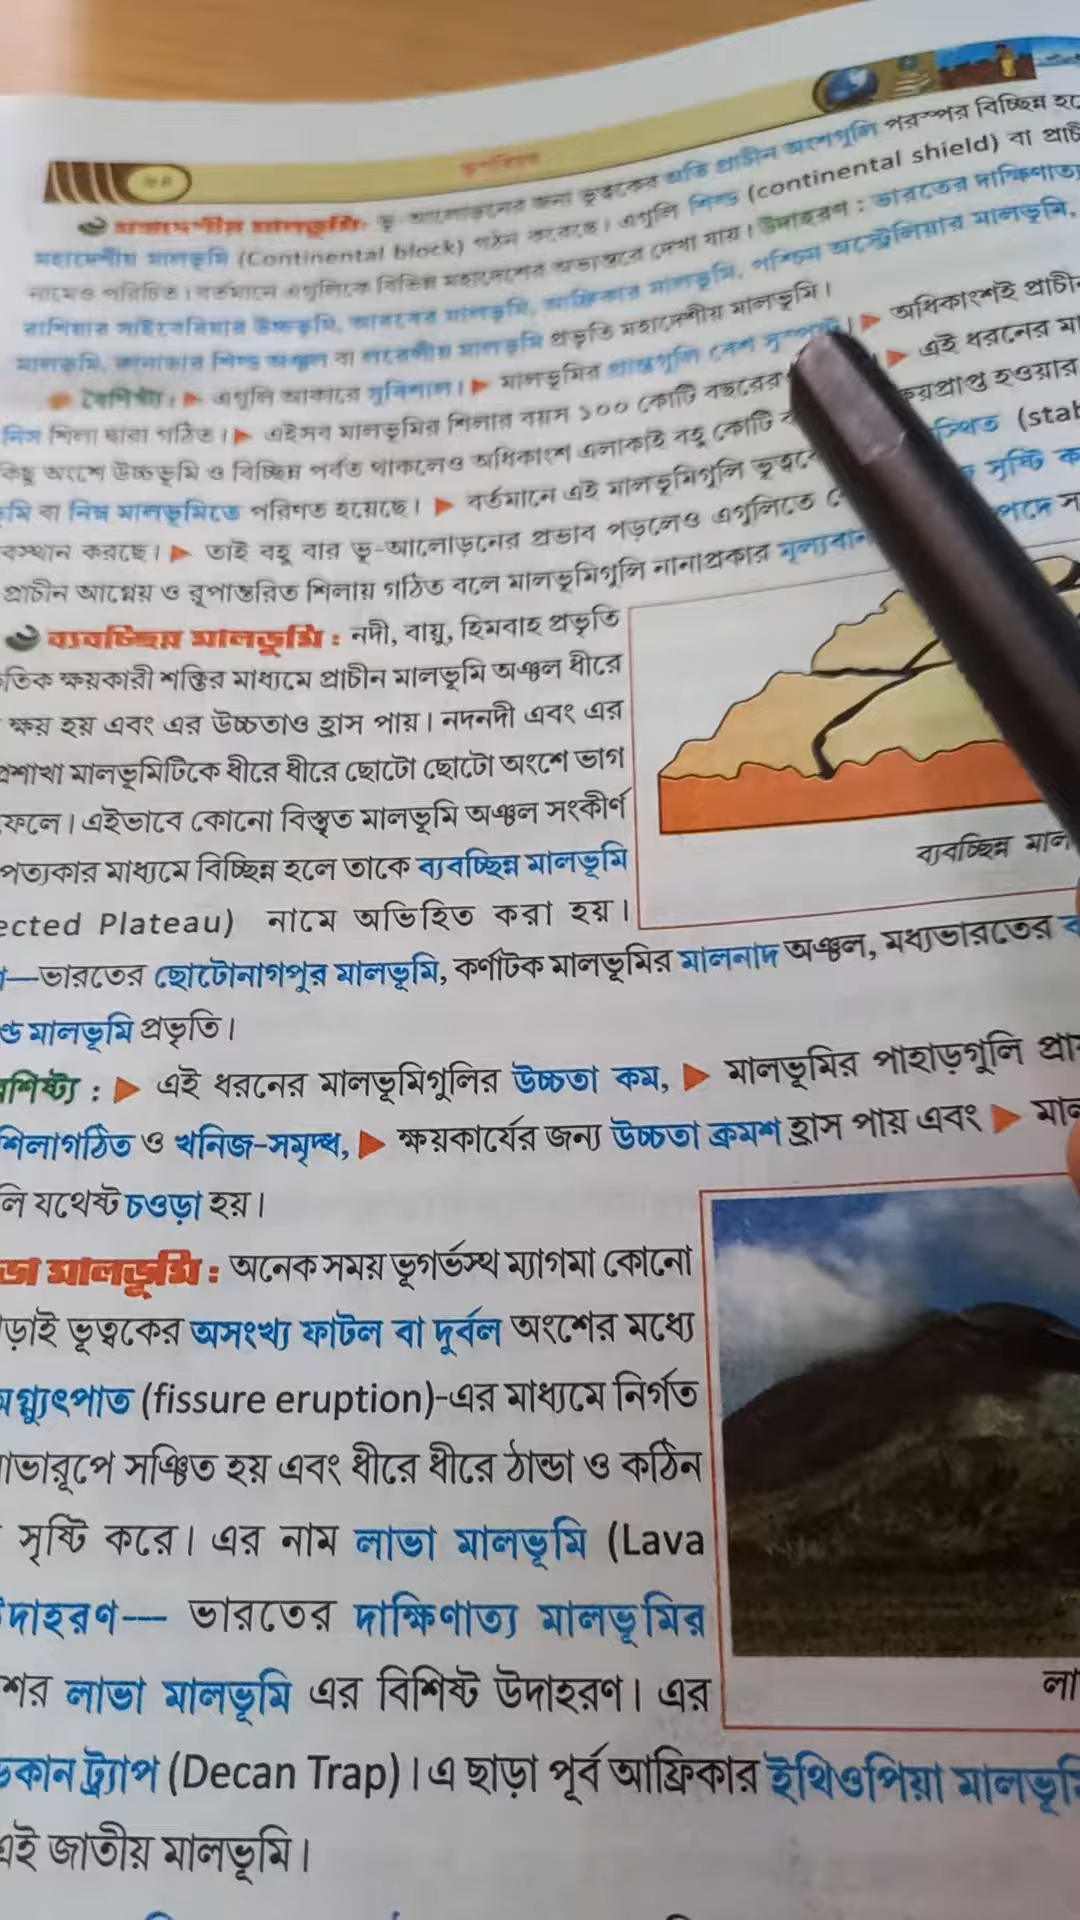 মহাদেশীয় মালভূমি: ভূ-আলোড়নের জন্য ভূত্বকের অতি প্রাচীন অংশগুলি পরস্পর বিচ্ছিন্ন হয়ে
মহাদেশীয় মালভূমি (Continental block) গঠন করেছে। এগুলি শিল্ড (continental shield) বা প্রাচী
নামেও পরিচিত। বর্তমানে এগুলিকে বিভিন্ন মহাদেশের অভ্যন্তরে দেখা যায়। উদাহরণ : ভারতের দাক্ষিণাত্য
রাশিয়ার সাইবেরিয়ার উচ্চভূমি, আরবের মালভূমি, আফ্রিকার মালভূমি, পশ্চিম অস্ট্রেলিয়ার মালভূমি,
মালভূমি, কানাডার শিল্ড অঞ্চল বা লরেন্সীয় মালভূমি প্রভৃতি মহাদেশীয় মালভূমি।
বৈশিষ্ট্য : ▶ এগুলি আকারে সুবিশাল। ▶ মালভূমির প্রান্তগুলি বেশ সুস্পষ্ট। ▶ অধিকাংশই প্রাচীন
নিস শিলা দ্বারা গঠিত। ▶ এইসব মালভূমির শিলার বয়স ১০০ কোটি বছরের ▶ এই ধরনের মা
কিছু অংশে উচ্চভূমি ও বিচ্ছিন্ন পর্বত থাকলেও অধিকাংশ এলাকাই বহু কোটি ক্ষয়প্রাপ্ত হওয়ার
মি বা নিম্ন মালভূমিতে পরিণত হয়েছে। ▶ বর্তমানে এই মালভূমিগুলি ভূত্বকে স্থিত (stab
বস্থান করছে। ▶ তাই বহু বার ভূ-আলোড়নের প্রভাব পড়লেও এগুলিতে সৃষ্টি ক
প্রাচীন আগ্নেয় ও রূপান্তরিত শিলায় গঠিত বলে মালভূমিগুলি নানাপ্রকার মূল্যবান পদে স
ব্যবচ্ছিন্ন মালভূমি : নদী, বায়ু, হিমবাহ প্রভৃতি
তিক ক্ষয়কারী শক্তির মাধ্যমে প্রাচীন মালভূমি অঞ্চল ধীরে
ক্ষয় হয় এবং এর উচ্চতাও হ্রাস পায়। নদনদী এবং এর
প্রশাখা মালভূমিটিকে ধীরে ধীরে ছোটো ছোটো অংশে ভাগ
ফেলে। এইভাবে কোনো বিস্তৃত মালভূমি অঞ্চল সংকীর্ণ
পত্যকার মাধ্যমে বিচ্ছিন্ন হলে তাকে ব্যবচ্ছিন্ন মালভূমি
ected Plateau) নামে অভিহিত করা হয়।
ব্যবচ্ছিন্ন মাল
—ভারতের ছোটোনাগপুর মালভূমি, কর্ণাটক মালভূমির মালনাদ অঞ্চল, মধ্যভারতের ব
ণ্ড মালভূমি প্রভৃতি।
বশিষ্ট্য : ▶ এই ধরনের মালভূমিগুলির উচ্চতা কম, ▶ মালভূমির পাহাড়গুলি প্রা
শিলাগঠিত ও খনিজ-সমৃদ্ধ, ▶ ক্ষয়কার্যের জন্য উচ্চতা ক্রমশ হ্রাস পায় এবং ▶ মাল
লি যথেষ্ট চওড়া হয়।
ভা মালভূমি : অনেক সময় ভূগর্ভস্থ ম্যাগমা কোনো
ড়াই ভূত্বকের অসংখ্য ফাটল বা দুর্বল অংশের মধ্যে
অগ্ন্যুৎপাত (fissure eruption)-এর মাধ্যমে নির্গত
াভারূপে সঞ্চিত হয় এবং ধীরে ধীরে ঠান্ডা ও কঠিন
সৃষ্টি করে। এর নাম লাভা মালভূমি (Lava
উদাহরণ— ভারতের দাক্ষিণাত্য মালভূমির
শের লাভা মালভূমি এর বিশিষ্ট উদাহরণ। এর
লা
ডেকান ট্র্যাপ (Decan Trap)। এ ছাড়া পূর্ব আফ্রিকার ইথিওপিয়া মালভূমি
এই জাতীয় মালভূমি।